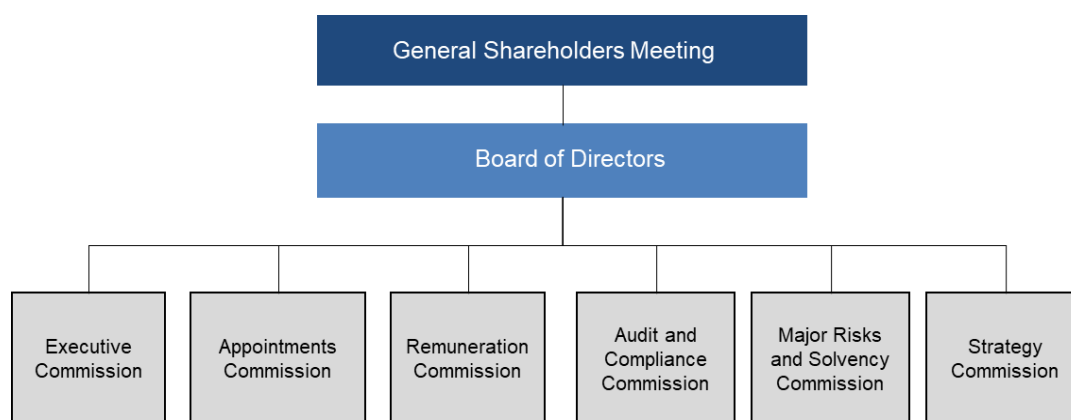 General Shareholders Meeting
Board of Directors
Executive
Commission
Appointments
Commission
Remuneration
Commission
Audit and
Compliance
Commission
Major Risks
and Solvency
Commission
Strategy
Commission